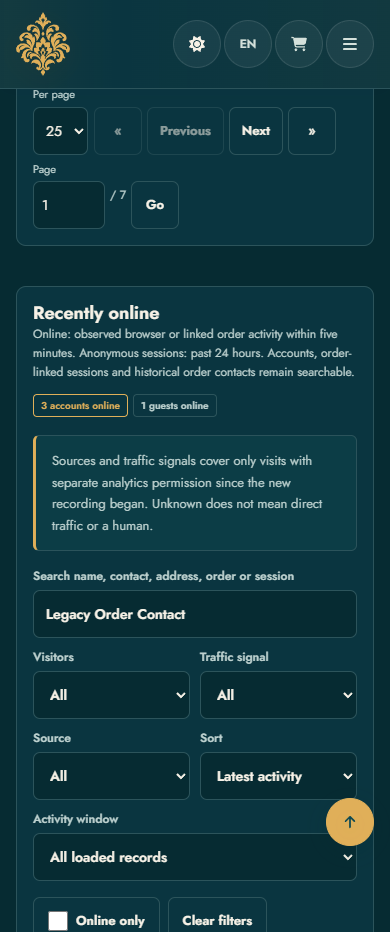 EN
Per page
25 « Previous Next »
Page
1 / 7 Go
Recently online
Online: observed browser or linked order activity within five
minutes. Anonymous sessions: past 24 hours. Accounts, order-
linked sessions and historical order contacts remain searchable.
3 accounts online 1 guests online
Sources and traffic signals cover only visits with
separate analytics permission since the new
recording began. Unknown does not mean direct
traffic or a human.
Search name, contact, address, order or session
Legacy Order Contact
Visitors Traffic signal
All All
Source Sort
All Latest activity
Activity window
All loaded records
Online only Clear filters